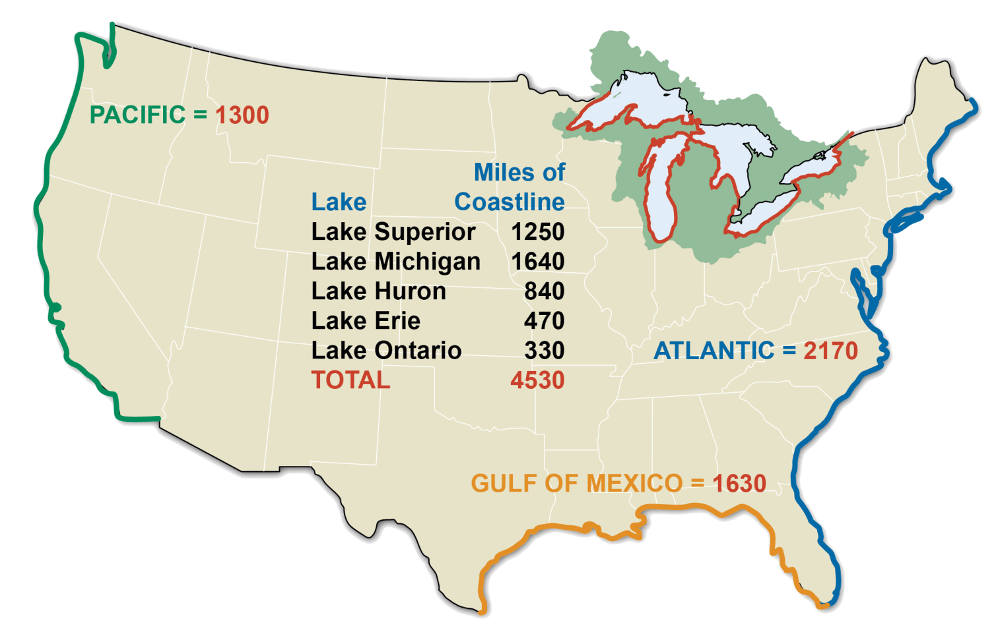 PACIFIC = 1300
Miles of
Lake Coastline
Lake Superior 1250
Lake Michigan 1640
Lake Huron 840
Lake Erie 470
Lake Ontario 330
TOTAL 4530
ATLANTIC = 2170
GULF OF MEXICO = 1630